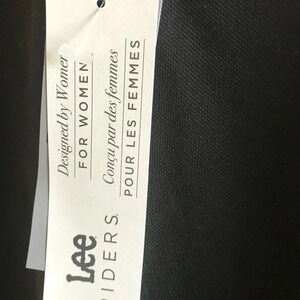 Designed by Women
FOR WOMEN
Conçu par des femmes
POUR LES FEMMES
Lee
RIDERS